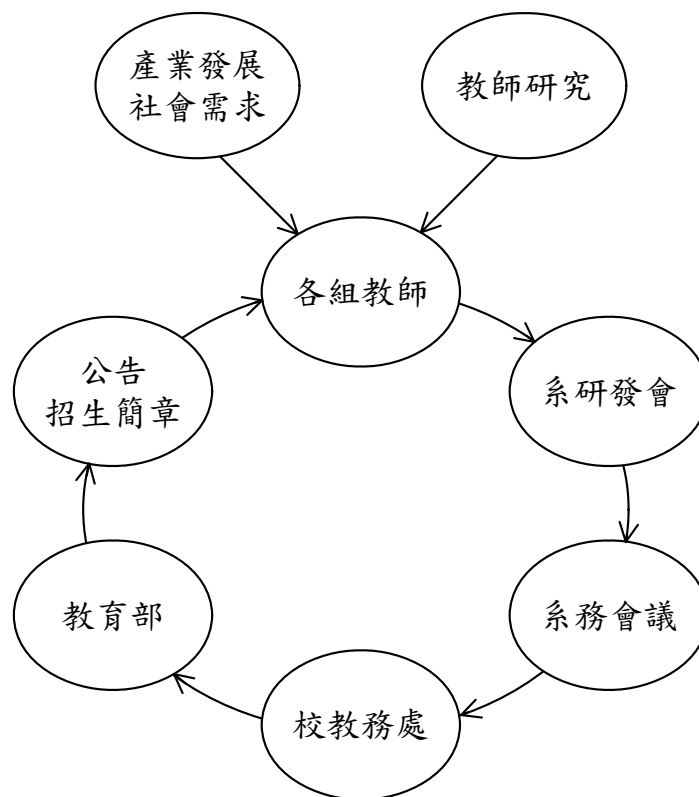 產業發展
社會需求
教師研究
各組教師
公告
招生簡章
系研發會
教育部
系務會議
校教務處